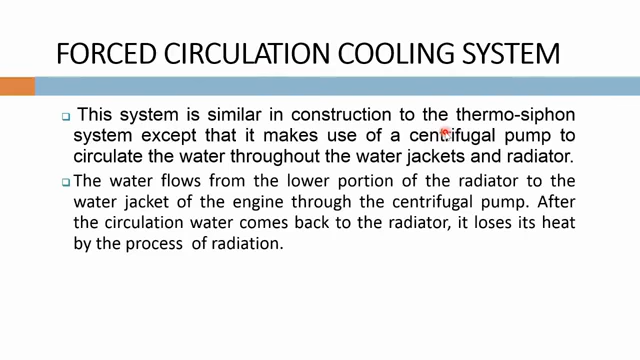 FORCED CIRCULATION COOLING SYSTEM
This system is similar in construction to the thermo-siphon
system except that it makes use of a centrifugal pump to
circulate the water throughout the water jackets and radiator.
The water flows from the lower portion of the radiator to the
water jacket of the engine through the centrifugal pump. After
the circulation water comes back to the radiator, it loses its heat
by the process of radiation.